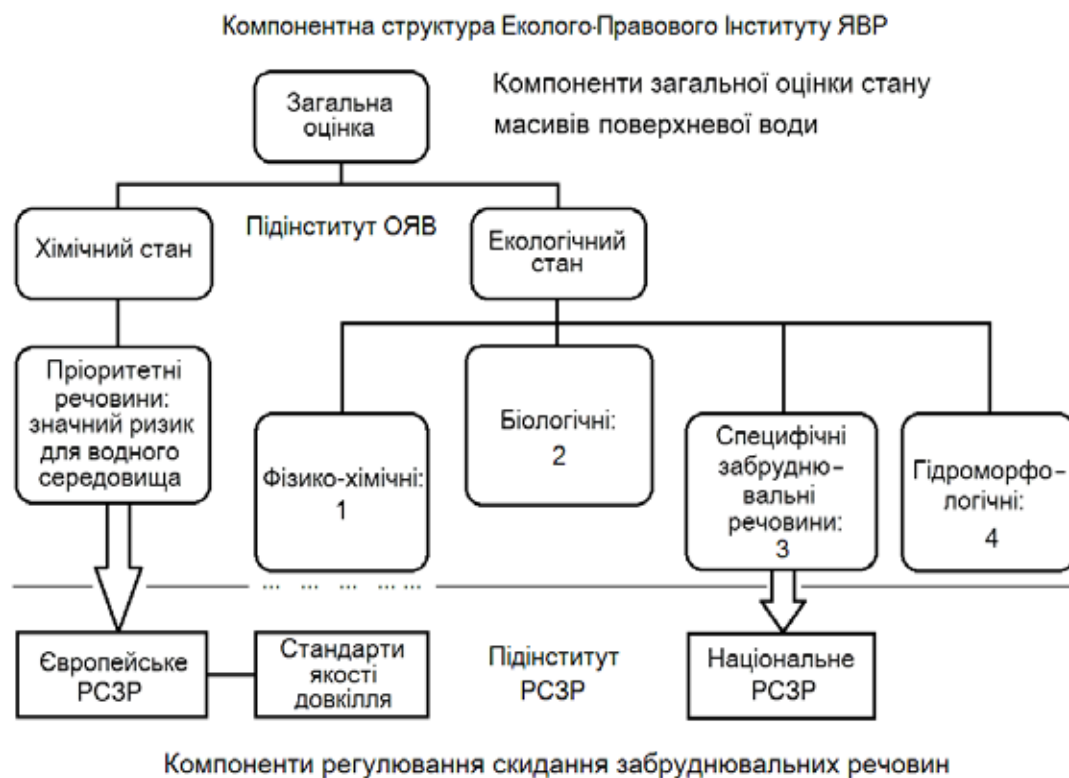 Компонентна структура Еколого-Правового Інституту ЯВР
Компоненти загальної оцінки стану
масивів поверхневої води
Загальна
оцінка
Хімічний стан
Підінститут ОЯВ
Екологічний
стан
Пріоритетні
речовини:
значний ризик
для водного
середовища
Фізико-хімічні:
1
Біологічні:
2
Специфічні
забрудню-
вальні
речовини:
3
Гідроморфо-
логічні:
4
... ... ... ... ...
Європейське
РСЗР
Стандарти
якості
довкілля
Підінститут
РСЗР
Національне
РСЗР
Компоненти регулювання скидання забруднювальних речовин